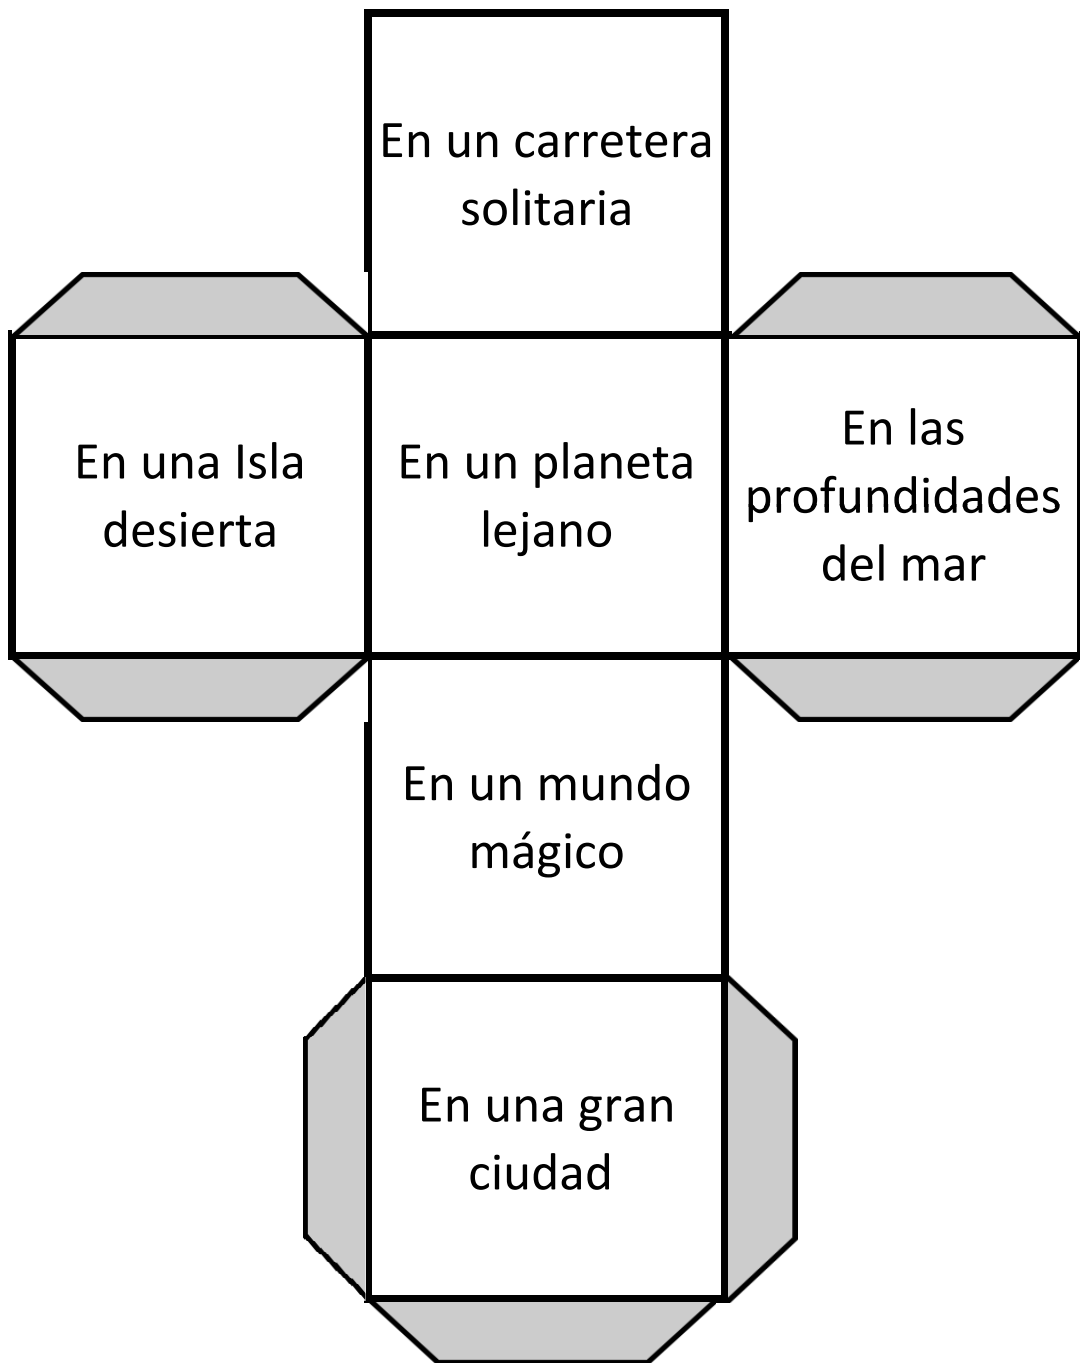 En un carretera
solitaria
En una Isla
desierta
En un planeta
lejano
En las
profundidades
del mar
En un mundo
mágico
En una gran
ciudad